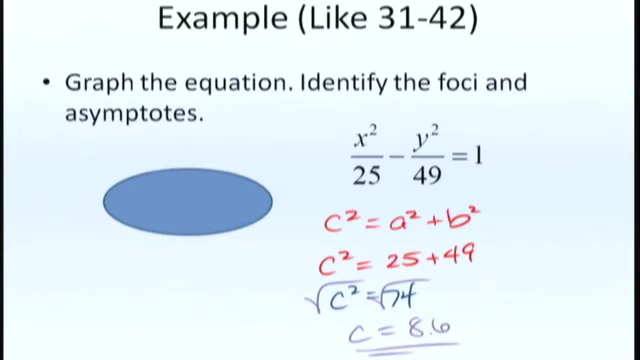 Example (Like 31-42)
• Graph the equation. Identify the foci and
asymptotes.
x²/25 − y²/49 = 1
c² = a² + b²
c² = 25 + 49
√c² = √74
c = 8.6